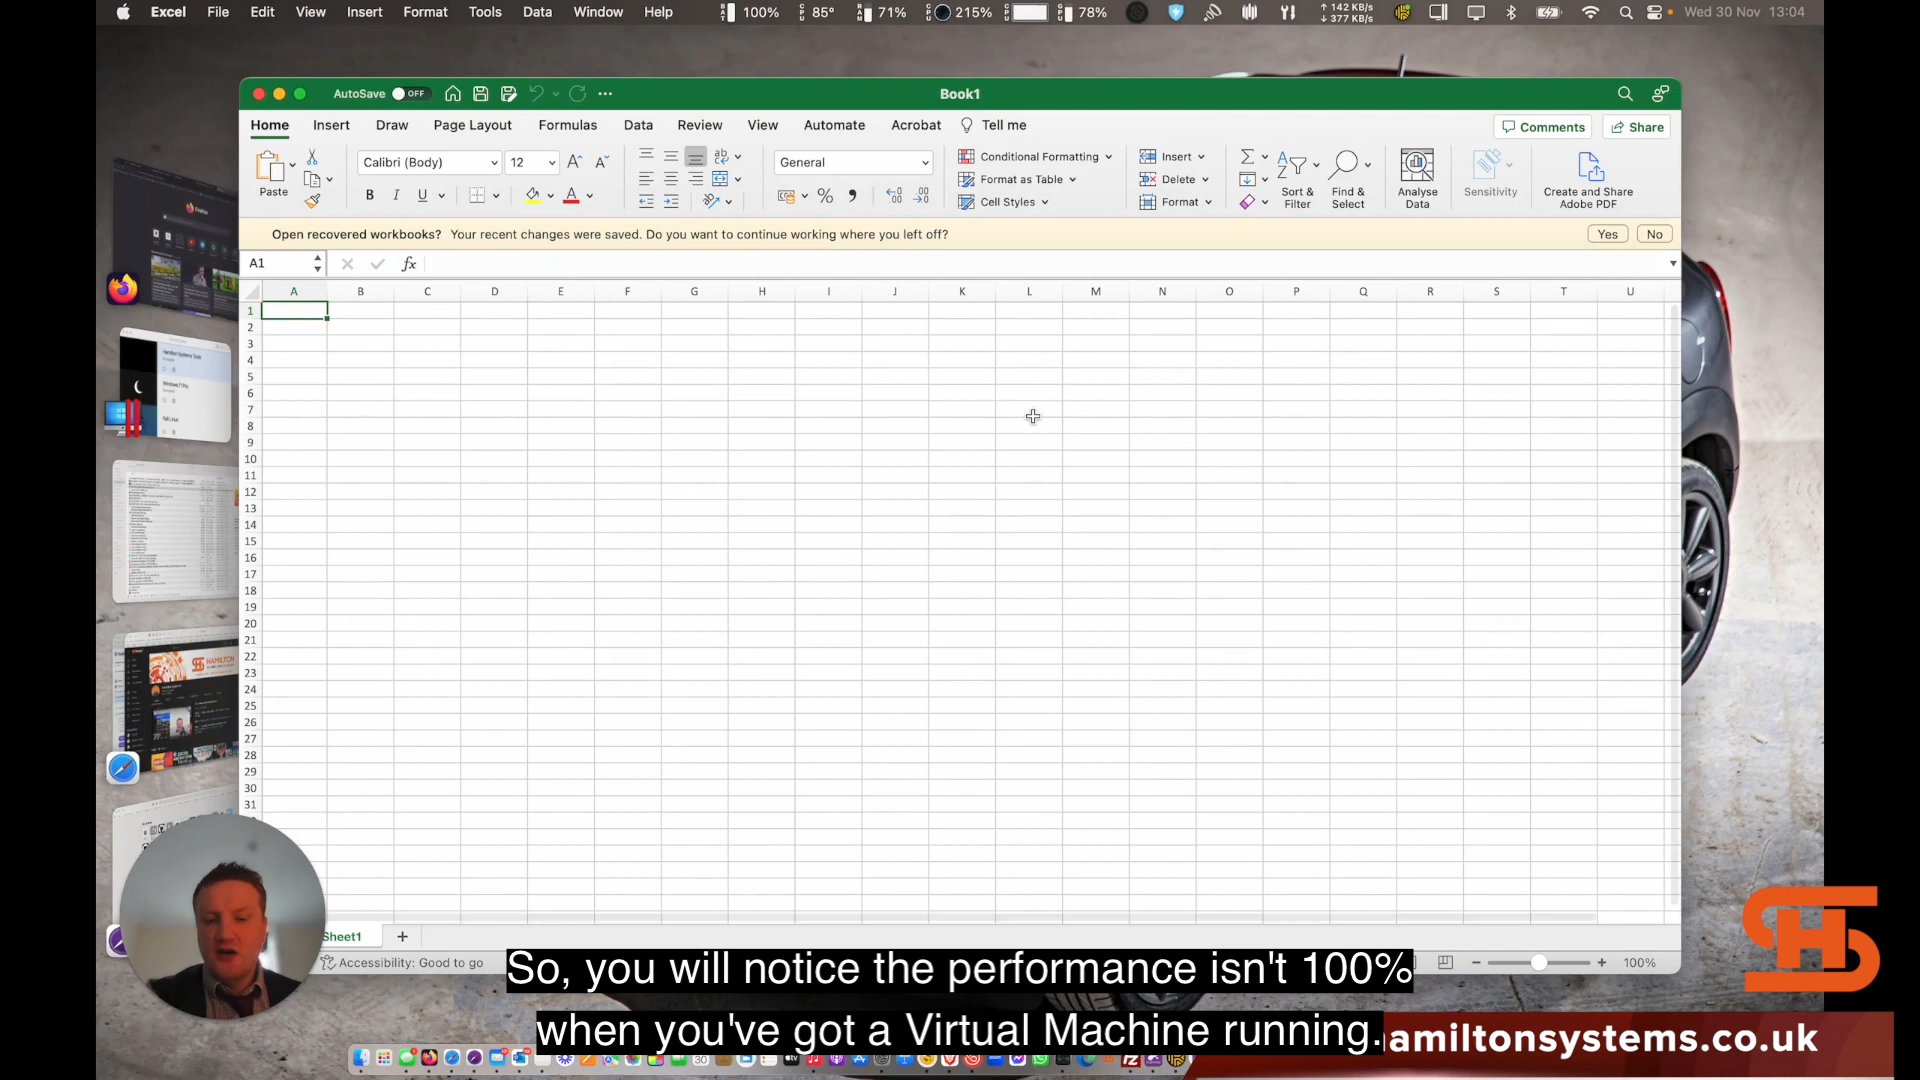 Excel File Edit View Insert Format Tools Data Window Help 100% 85° 71% 215% 78% ↑ 142 KB/s ↓ 377 KB/s Wed 30 Nov 13:04
AutoSave OFF Book1
Home Insert Draw Page Layout Formulas Data Review View Automate Acrobat Tell me Comments Share
Paste Calibri (Body) 12 General Conditional Formatting Insert
B I U Format as Table Delete
Cell Styles Format
Sort & Filter
Find & Select
Analyse Data
Sensitivity
Create and Share Adobe PDF
Open recovered workbooks? Your recent changes were saved. Do you want to continue working where you left off? Yes No
A1 fx
A B C D E F G H I J K L M N O P Q R S T U
1
2
3
4
5
6
7
8
9
10
11
12
13
14
15
16
17
18
19
20
21
22
23
24
25
26
27
28
29
30
31
Sheet1 +
Accessibility: Good to go 100%
So, you will notice the performance isn't 100%
when you've got a Virtual Machine running.
amiltonsystems.co.uk